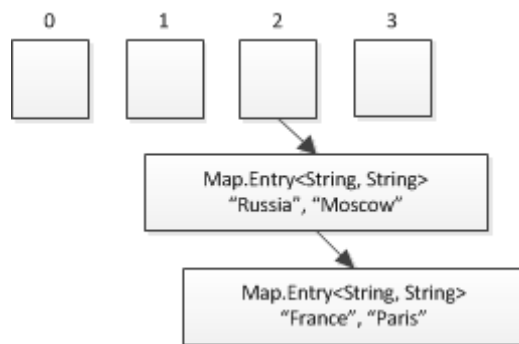 0 1 2 3
Map.Entry<String, String>
“Russia”, “Moscow”
Map.Entry<String, String>
“France”, “Paris”